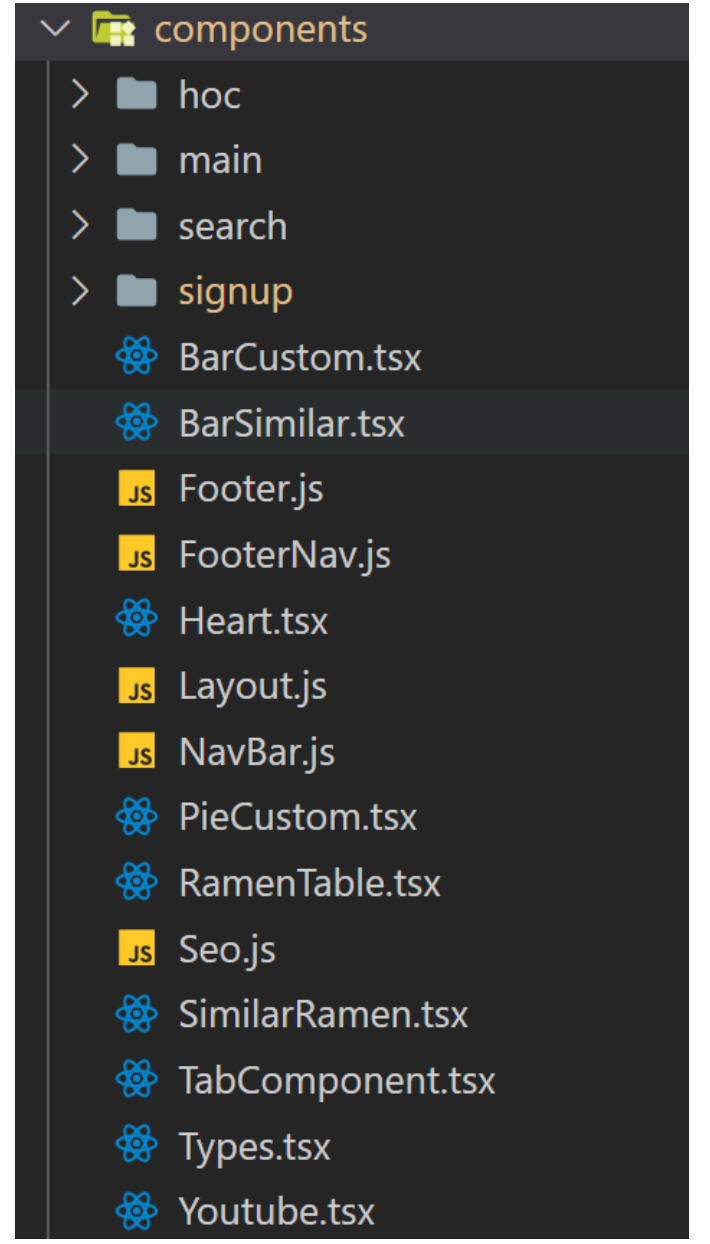 components
hoc
main
search
signup
BarCustom.tsx
BarSimilar.tsx
JS Footer.js
JS FooterNav.js
Heart.tsx
JS Layout.js
JS NavBar.js
PieCustom.tsx
RamenTable.tsx
JS Seo.js
SimilarRamen.tsx
TabComponent.tsx
Types.tsx
Youtube.tsx